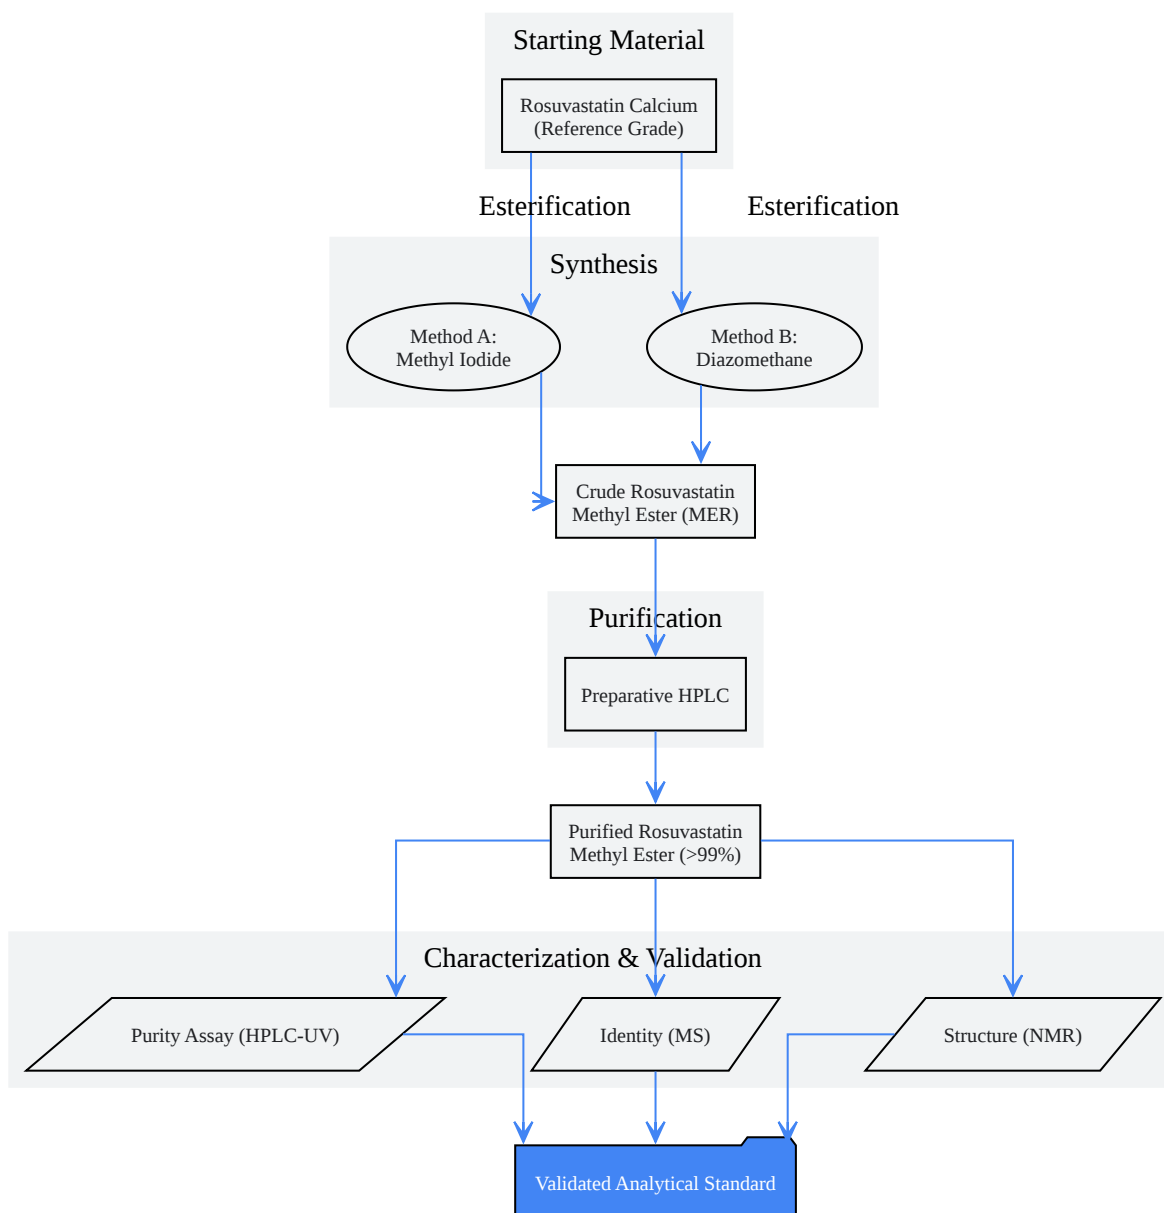 Starting Material
Rosuvastatin Calcium
(Reference Grade)
Esterification
Esterification
Synthesis
Method A:
Methyl Iodide
Method B:
Diazomethane
Crude Rosuvastatin
Methyl Ester (MER)
Purification
Preparative HPLC
Purified Rosuvastatin
Methyl Ester (>99%)
Characterization & Validation
Purity Assay (HPLC-UV)
Identity (MS)
Structure (NMR)
Validated Analytical Standard